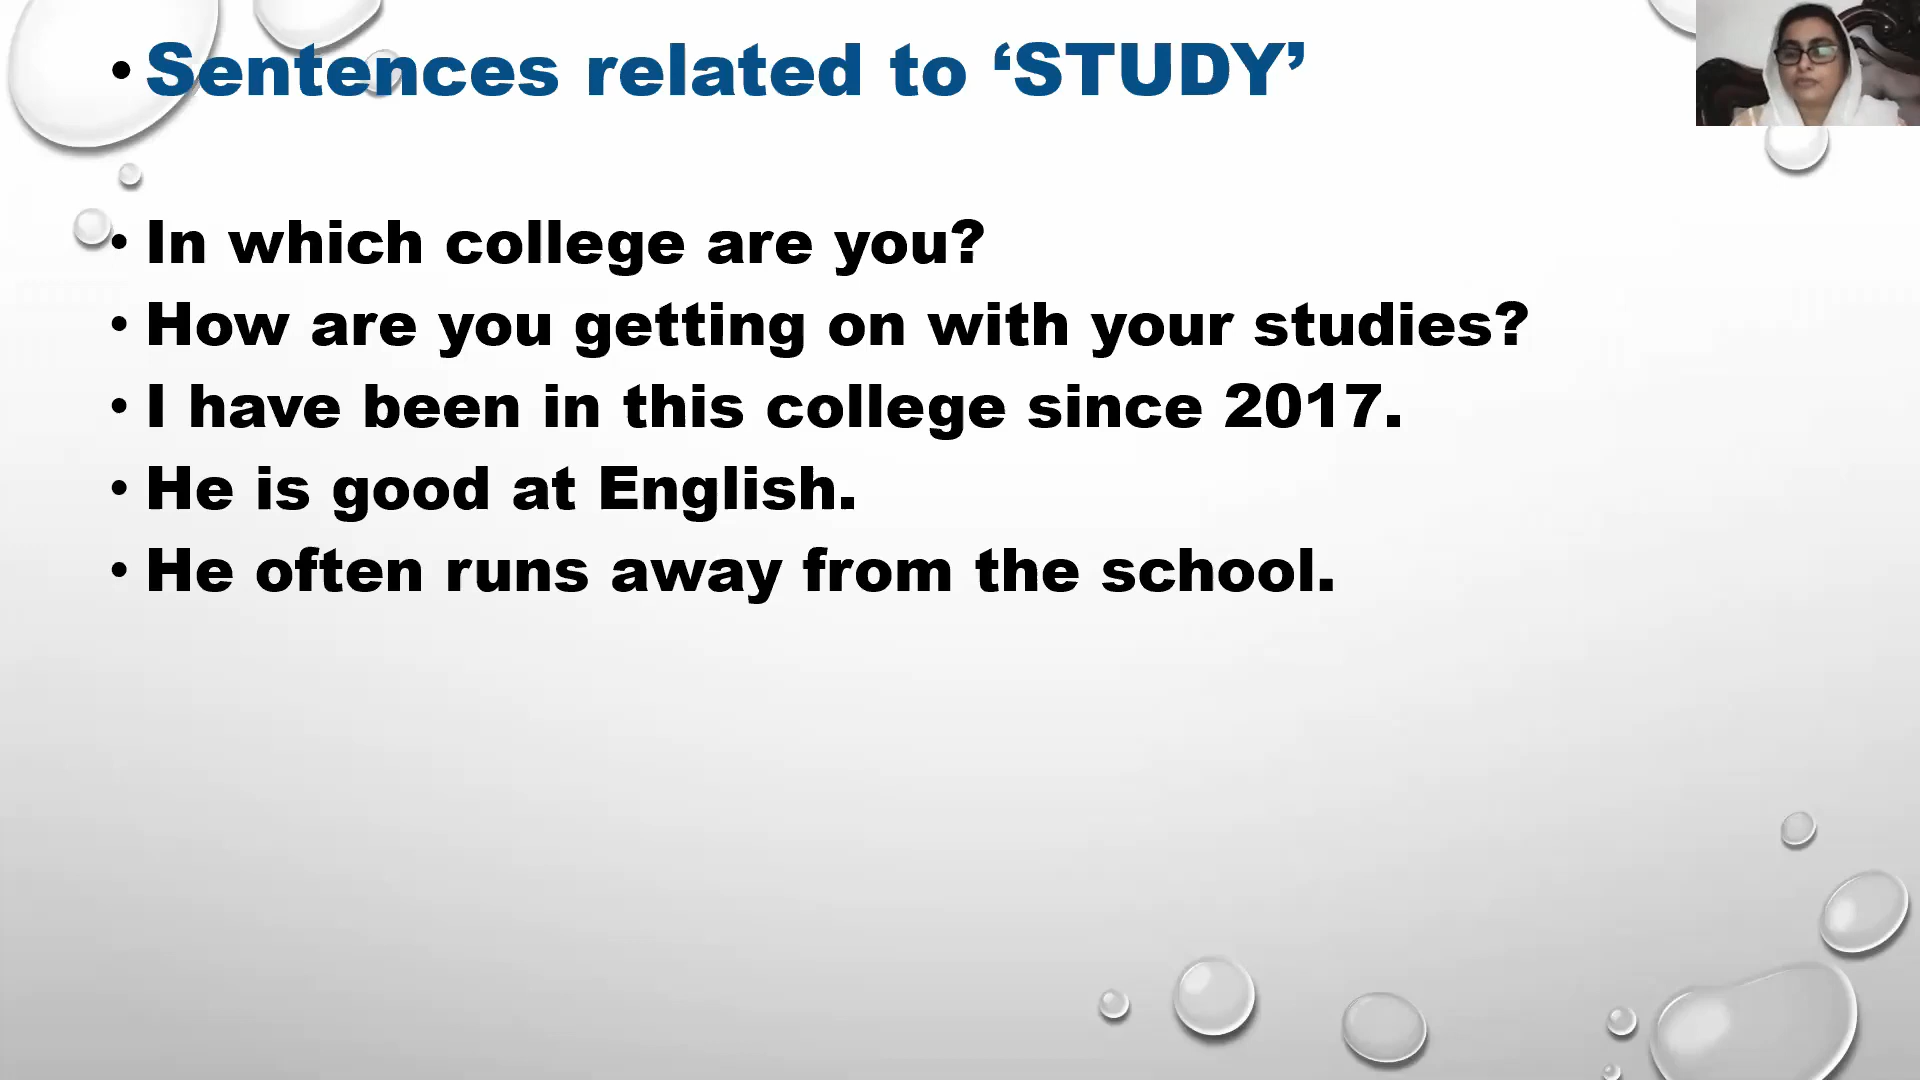 • Sentences related to ‘STUDY’
• In which college are you?
• How are you getting on with your studies?
• I have been in this college since 2017.
• He is good at English.
• He often runs away from the school.